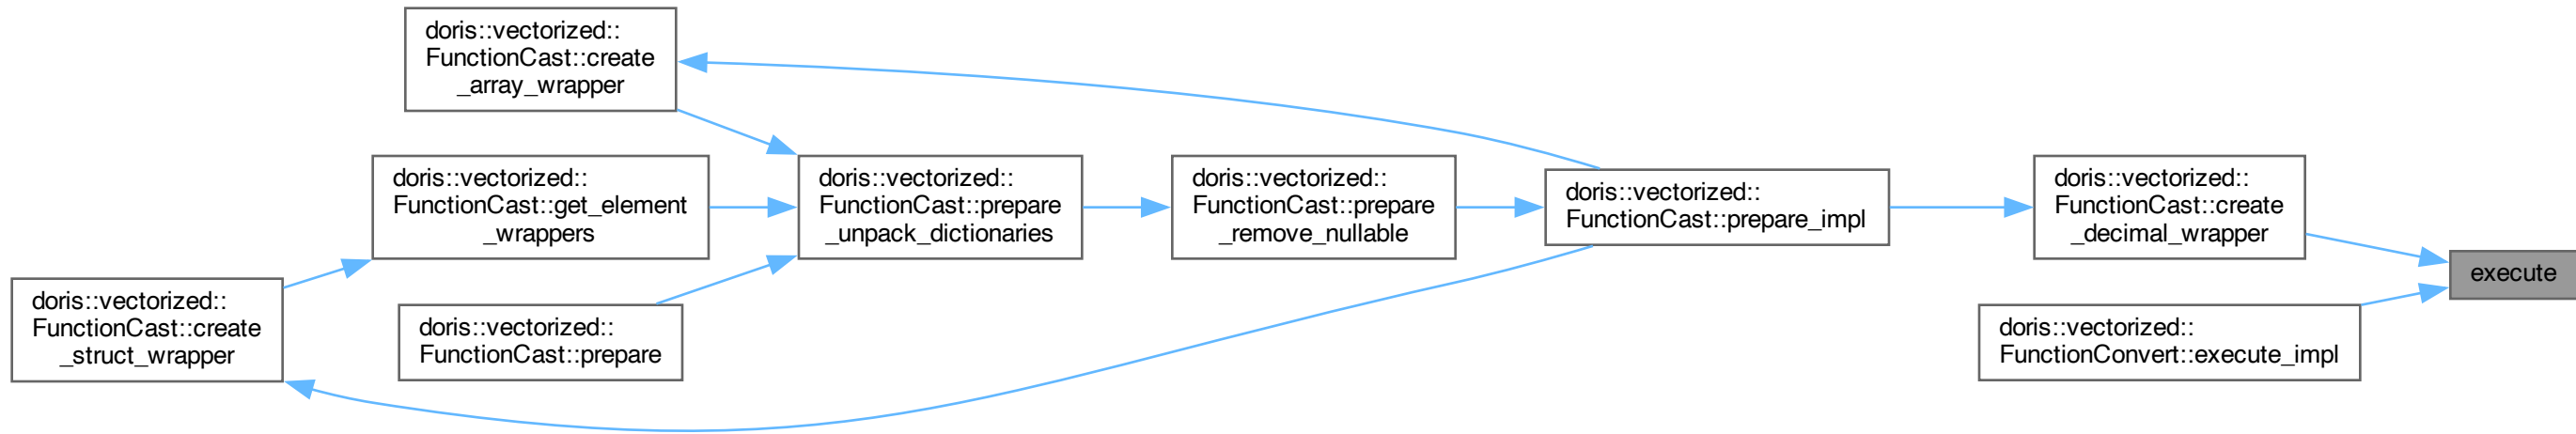 doris::vectorized::
FunctionCast::create
_array_wrapper
doris::vectorized::
FunctionCast::get_element
_wrappers
doris::vectorized::
FunctionCast::create
_struct_wrapper
doris::vectorized::
FunctionCast::prepare
doris::vectorized::
FunctionCast::prepare
_unpack_dictionaries
doris::vectorized::
FunctionCast::prepare
_remove_nullable
doris::vectorized::
FunctionCast::prepare_impl
doris::vectorized::
FunctionCast::create
_decimal_wrapper
doris::vectorized::
FunctionConvert::execute_impl
execute